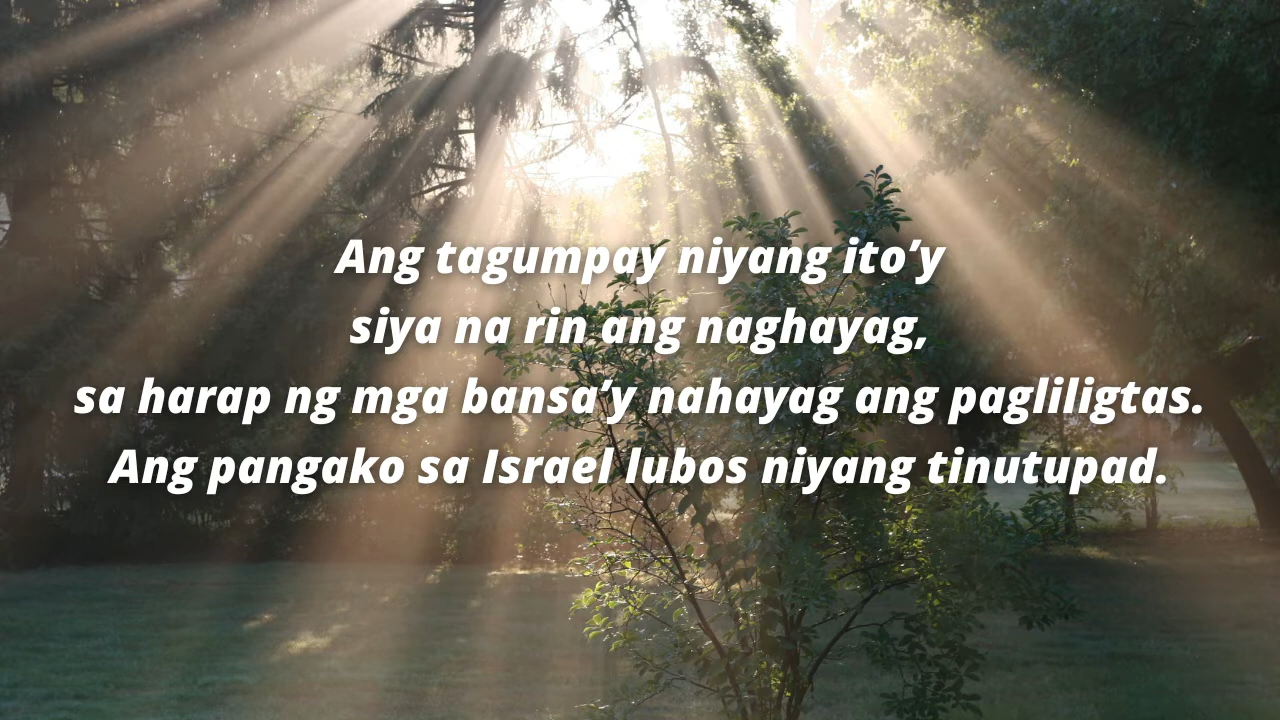 Ang tagumpay niyang ito’y
siya na rin ang naghayag,
sa harap ng mga bansa’y nahayag ang pagliligtas.
Ang pangako sa Israel lubos niyang tinutupad.